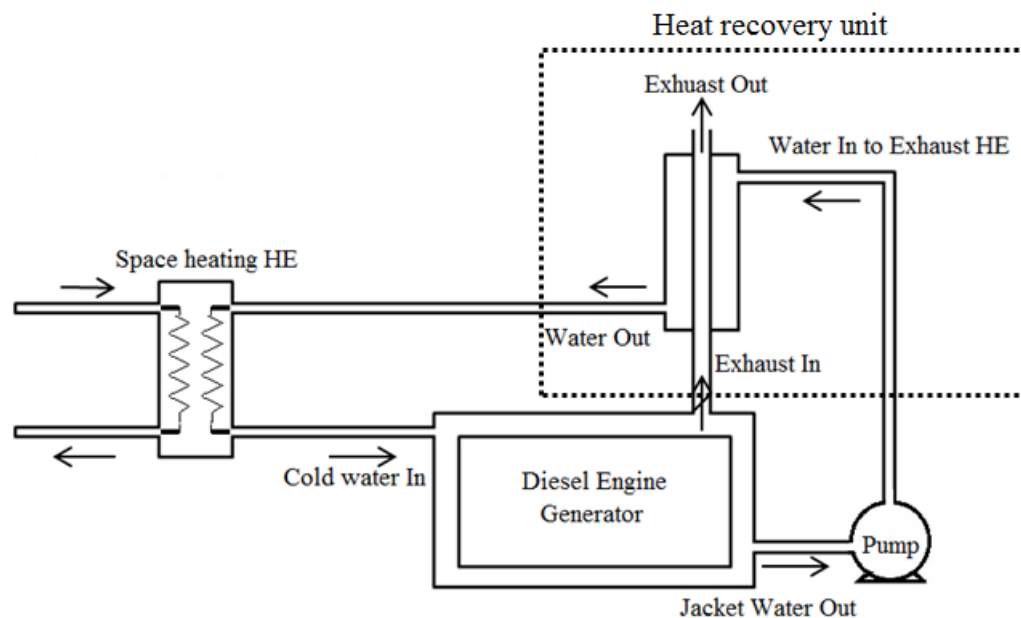 Heat recovery unit
Exhuast Out
Water In to Exhaust HE
Space heating HE
Water Out
Exhaust In
Cold water In
Diesel Engine
Generator
Pump
Jacket Water Out